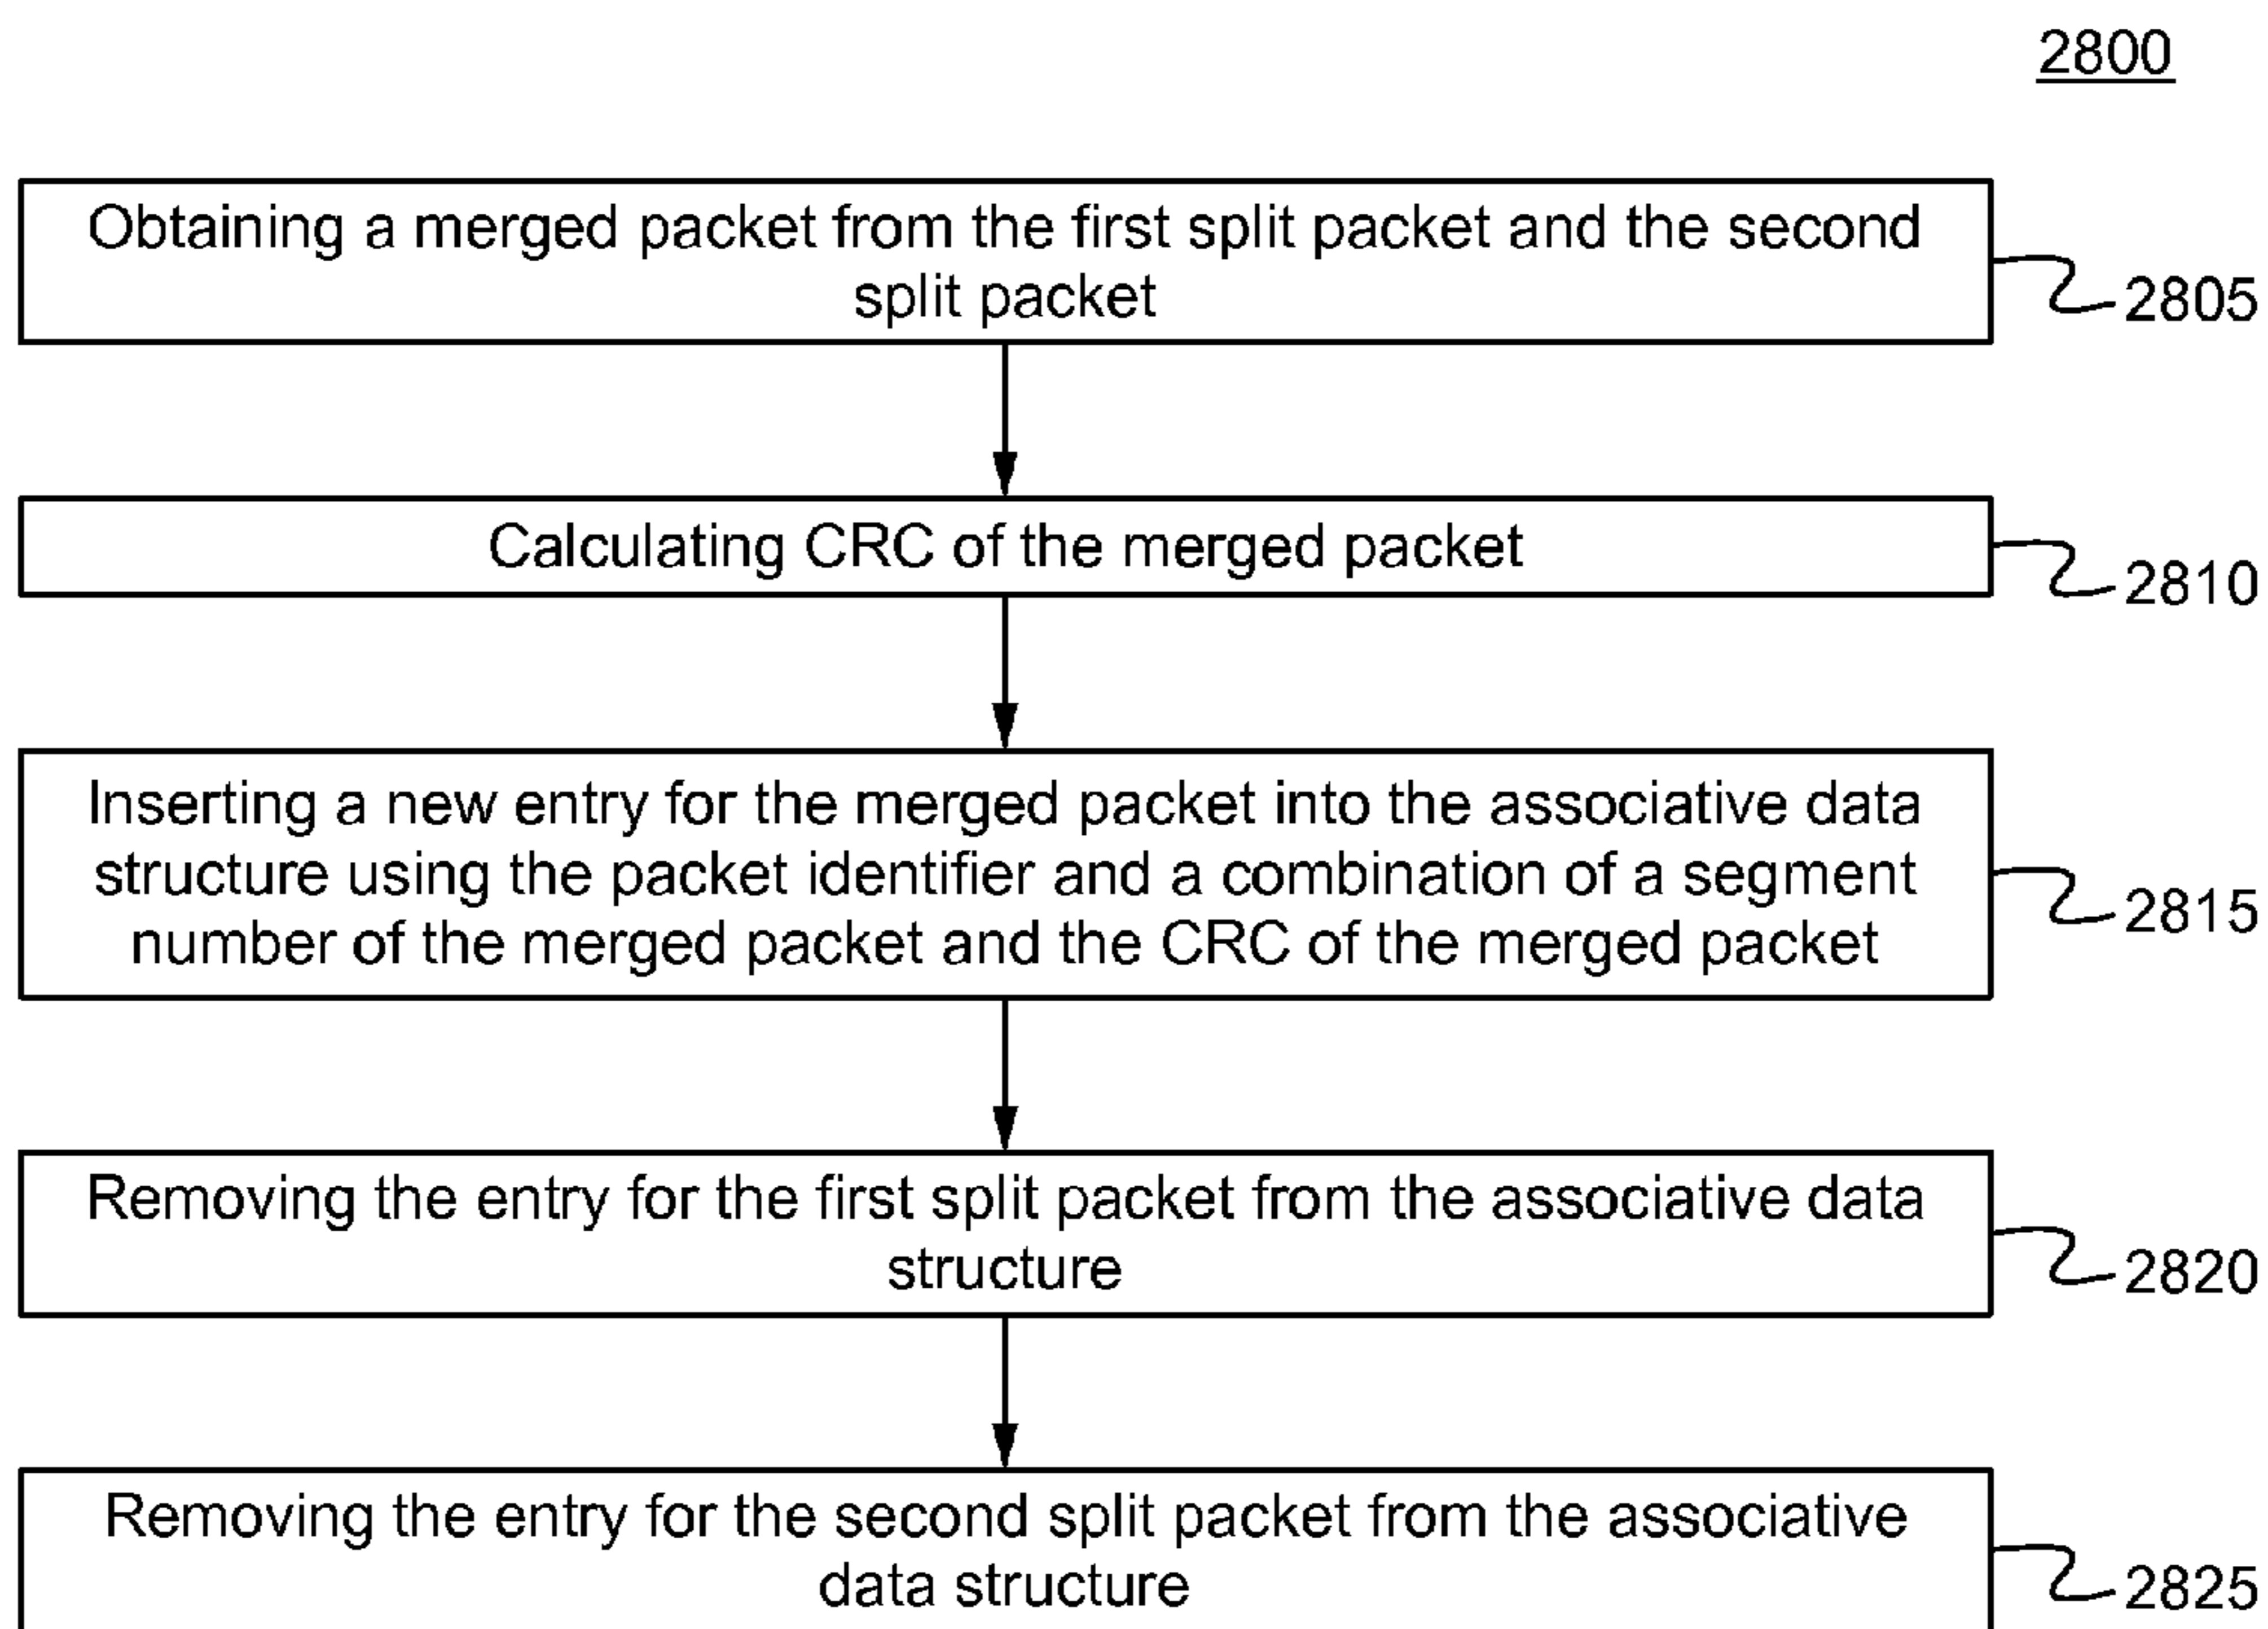 2800
Obtaining a merged packet from the first split packet and the second
split packet
2805
Calculating CRC of the merged packet
2810
Inserting a new entry for the merged packet into the associative data
structure using the packet identifier and a combination of a segment
number of the merged packet and the CRC of the merged packet
2815
Removing the entry for the first split packet from the associative data
structure
2820
Removing the entry for the second split packet from the associative
data structure
2825